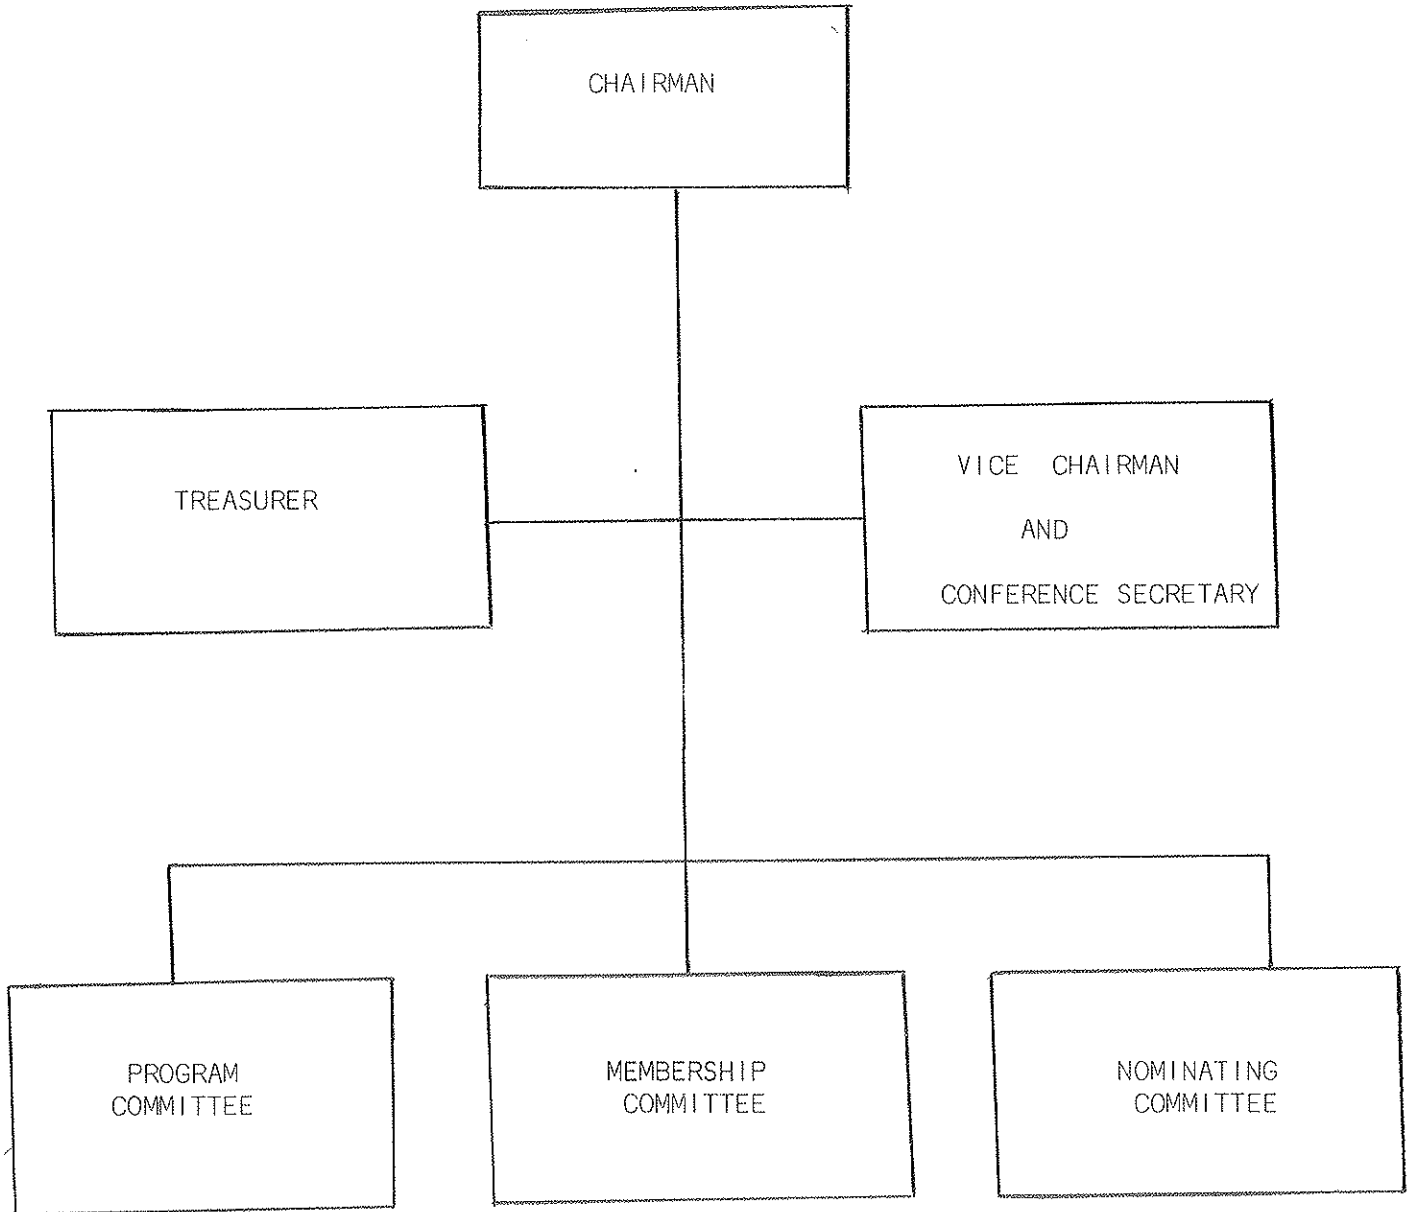 CHAIRMAN
TREASURER
VICE CHAIRMAN
AND
CONFERENCE SECRETARY
PROGRAM
COMMITTEE
MEMBERSHIP
COMMITTEE
NOMINATING
COMMITTEE